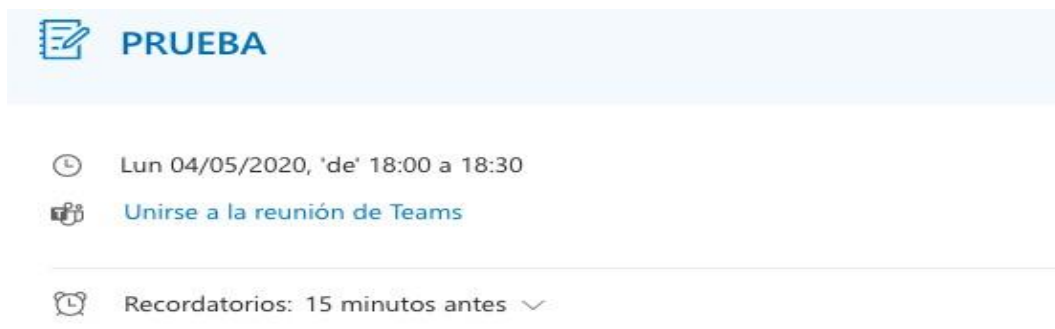 PRUEBA
Lun 04/05/2020, 'de' 18:00 a 18:30
Unirse a la reunión de Teams
Recordatorios: 15 minutos antes